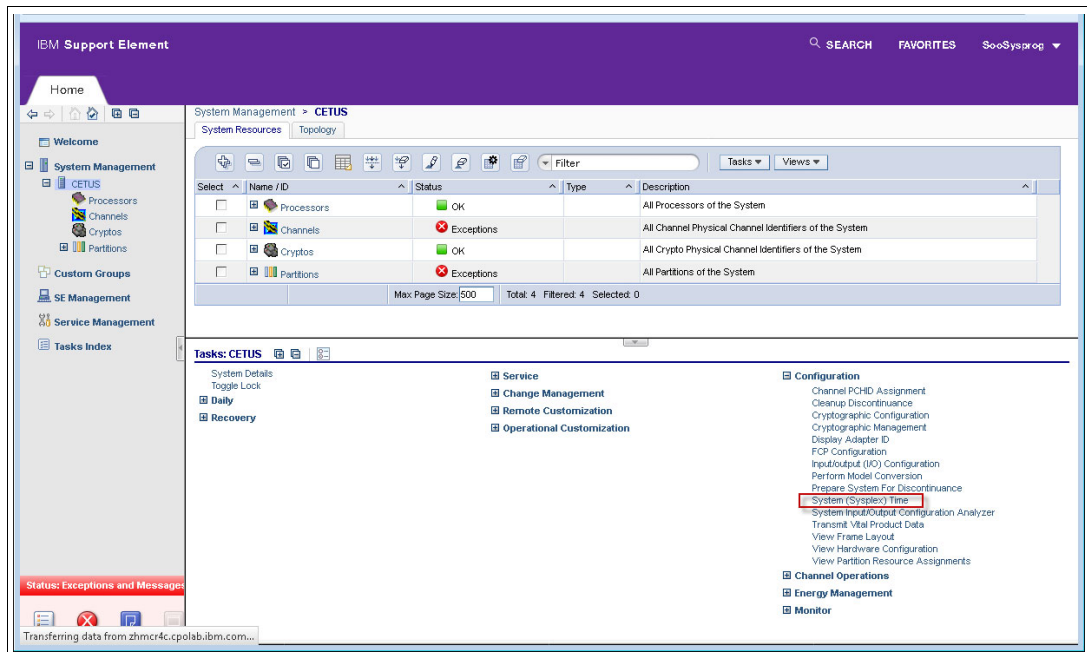 IBM Support Element
SEARCH FAVORITES SooSysprog
Home
System Management > CETUS
System Resources Topology
Welcome
System Management
CETUS
Processors
Channels
Cryptos
Partitions
Custom Groups
SE Management
Service Management
Tasks Index
Filter Tasks Views
Select Name / ID Status Type Description
Processors OK All Processors of the System
Channels Exceptions All Channel Physical Channel Identifiers of the System
Cryptos OK All Crypto Physical Channel Identifiers of the System
Partitions Exceptions All Partitions of the System
Max Page Size: 500 Total: 4 Filtered: 4 Selected: 0
Tasks: CETUS
System Details
Toggle Lock
Daily
Recovery
Service
Change Management
Remote Customization
Operational Customization
Configuration
Channel PCHID Assignment
Cleanup Discontinuance
Cryptographic Configuration
Cryptographic Management
Display Adapter ID
FCP Configuration
Input/output (I/O) Configuration
Perform Model Conversion
Prepare System For Discontinuance
System (Sysplex) Time
System Input/Output Configuration Analyzer
Transmit Vital Product Data
View Frame Layout
View Hardware Configuration
View Partition Resource Assignments
Channel Operations
Energy Management
Monitor
Status: Exceptions and Messages
Transferring data from zhmcr4c.cpolab.ibm.com...